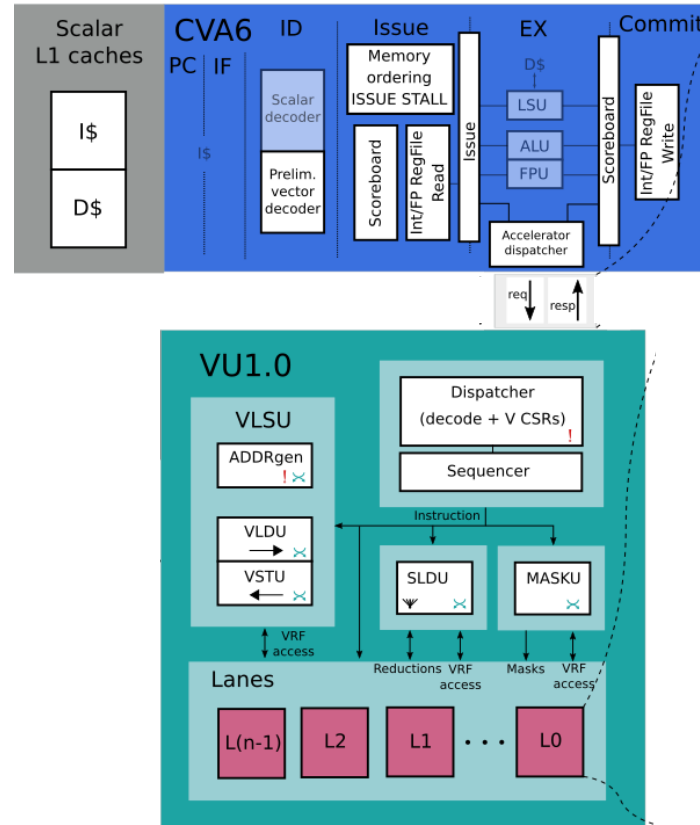 Scalar
L1 caches
I$
D$
CVA6
PC
IF
I$
ID
Scalar
decoder
Prelim.
vector
decoder
Issue
Memory
ordering
ISSUE STALL
Scoreboard
Int/FP RegFile
Read
Issue
EX
D$
LSU
ALU
FPU
Accelerator
dispatcher
Scoreboard
Commit
Int/FP RegFile
Write
req
resp
VU1.0
VLSU
ADDRgen
!
VLDU
VSTU
Dispatcher
(decode + V CSRs)
!
Sequencer
Instruction
SLDU
MASKU
VRF
access
Reductions
VRF
access
Masks
VRF
access
Lanes
L(n-1)
L2
L1
• • •
L0